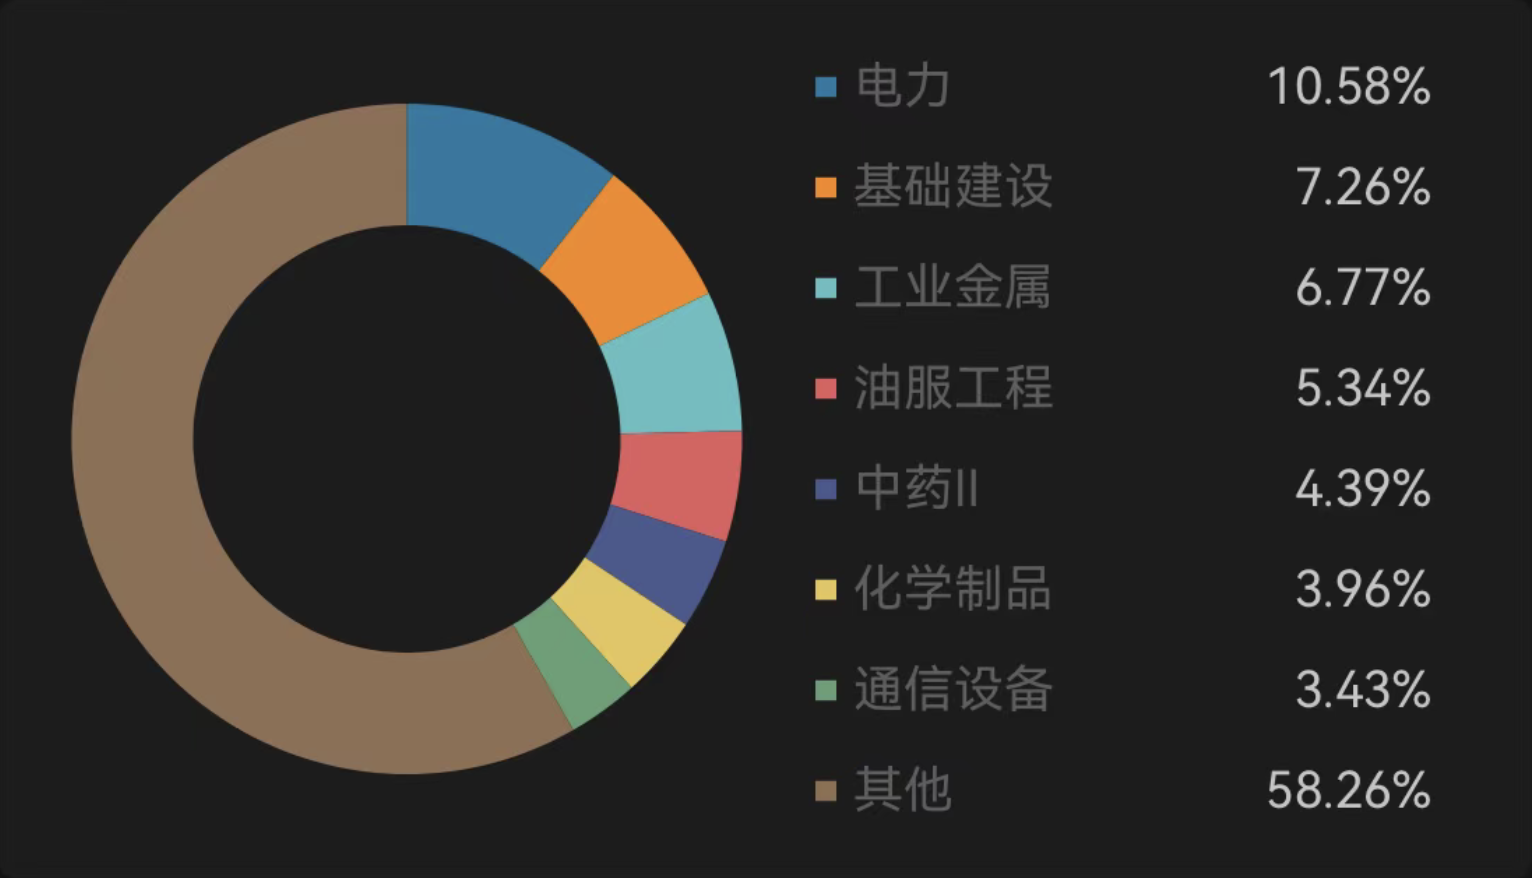 电力 10.58%
基础建设 7.26%
工业金属 6.77%
油服工程 5.34%
中药II 4.39%
化学制品 3.96%
通信设备 3.43%
其他 58.26%